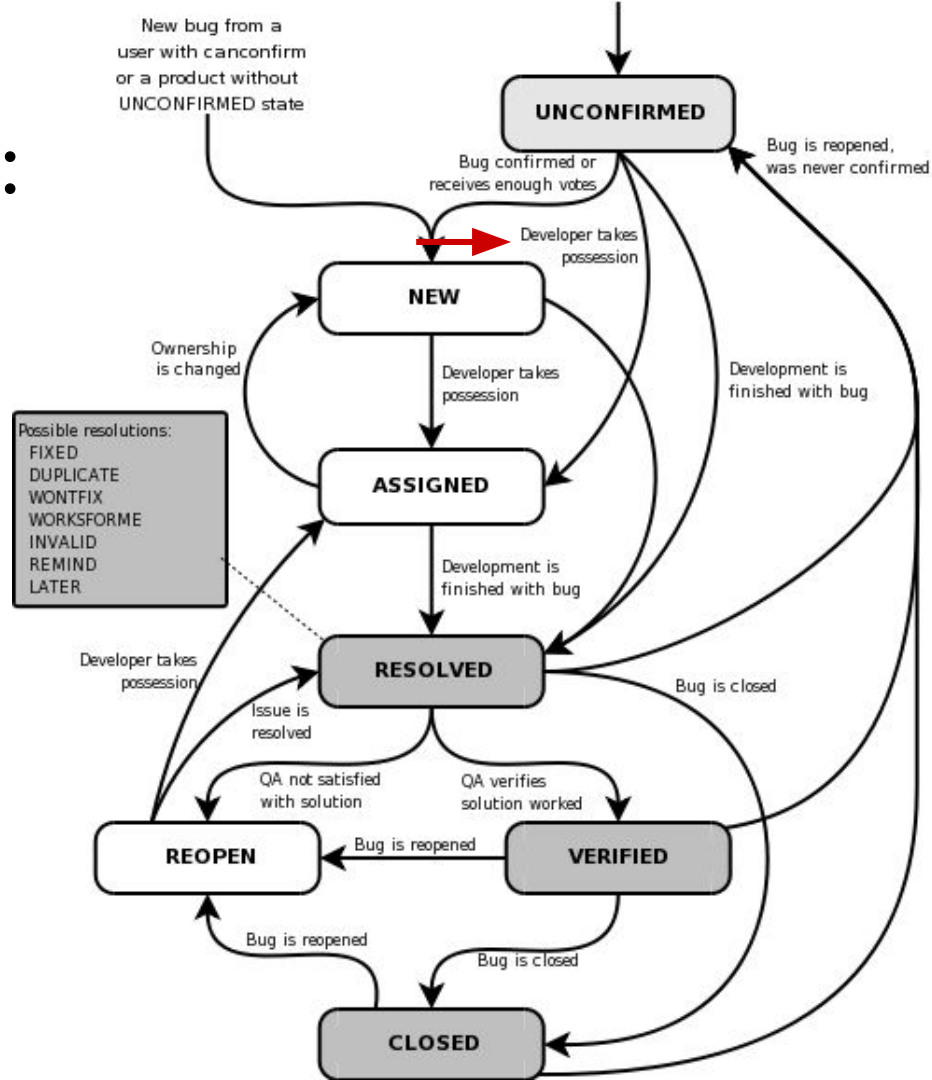 New bug from a
user with canconfirm
or a product without
UNCONFIRMED state
UNCONFIRMED
Bug is reopened,
was never confirmed
Bug confirmed or
receives enough votes
Developer takes
possession
NEW
Ownership
is changed
Developer takes
possession
Development is
finished with bug
Possible resolutions:
FIXED
DUPLICATE
WONTFIX
WORKSFORME
INVALID
REMIND
LATER
ASSIGNED
Development is
finished with bug
RESOLVED
Developer takes
possession
Issue is
resolved
Bug is closed
QA not satisfied
with solution
QA verifies
solution worked
REOPEN
Bug is reopened
VERIFIED
Bug is reopened
Bug is closed
CLOSED